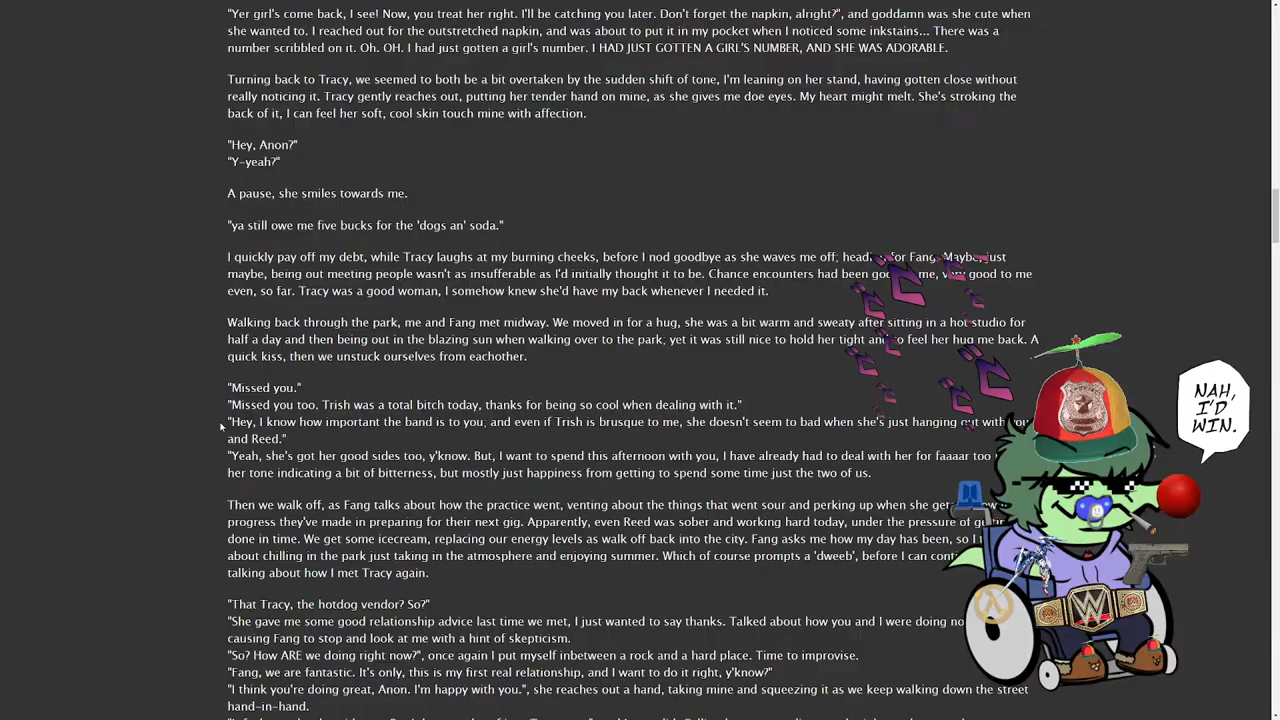 "Yer girl's come back, I see! Now, you treat her right. I'll be catching you later. Don't forget the napkin, alright?", and goddamn was she cute when
she wanted to. I reached out for the outstretched napkin, and was about to put it in my pocket when I noticed some inkstains... There was a
number scribbled on it. Oh. OH. I had just gotten a girl's number. I HAD JUST GOTTEN A GIRL'S NUMBER, AND SHE WAS ADORABLE.
Turning back to Tracy, we seemed to both be a bit overtaken by the sudden shift of tone, I'm leaning on her stand, having gotten close without
really noticing it. Tracy gently reaches out, putting her tender hand on mine, as she gives me doe eyes. My heart might melt. She's stroking the
back of it, I can feel her soft, cool skin touch mine with affection.
"Hey, Anon?"
"Y-yeah?"
A pause, she smiles towards me.
"ya still owe me five bucks for the 'dogs an' soda."
I quickly pay off my debt, while Tracy laughs at my burning cheeks, before I nod goodbye as she waves me off, for Fang. Maybe, just
maybe, being out meeting people wasn't as insufferable as I'd initially thought it to be. Chance encounters had been me, very good to me
even, so far. Tracy was a good woman, I somehow knew she'd have my back whenever I needed it.
Walking back through the park, me and Fang met midway. We moved in for a hug, she was a bit warm and sweaty after sitting in a hot studio for
half a day and then being out in the blazing sun when walking over to the park, yet it was still nice to hold her tight and to feel her hug me back. A
quick kiss, then we unstuck ourselves from eachother.
"Missed you."
"Missed you too. Trish was a total bitch today, thanks for being so cool when dealing with it."
"Hey, I know how important the band is to you, and even if Trish is brusque to me, she doesn't seem to bad when she's just hanging out with you
and Reed."
"Yeah, she's got her good sides too, y'know. But, I want to spend this afternoon with you, I have already had to deal with her for faaaar too
her tone indicating a bit of bitterness, but mostly just happiness from getting to spend some time just the two of us.
Then we walk off, as Fang talks about how the practice went, venting about the things that went sour and perking up when she
progress they've made in preparing for their next gig. Apparently, even Reed was sober and working hard today, under the pressure of
done in time. We get some icecream, replacing our energy levels as walk off back into the city. Fang asks me how my day has been, so I
about chilling in the park just taking in the atmosphere and enjoying summer. Which of course prompts a 'dweeb', before I can
talking about how I met Tracy again.
"That Tracy, the hotdog vendor? So?"
"She gave me some good relationship advice last time we met, I just wanted to say thanks. Talked about how you and I were doing
causing Fang to stop and look at me with a hint of skepticism.
"So? How ARE we doing right now?", once again I put myself inbetween a rock and a hard place. Time to improvise.
"Fang, we are fantastic. It's only, this is my first real relationship, and I want to do it right, y'know?"
"I think you're doing great, Anon. I'm happy with you.", she reaches out a hand, taking mine and squeezing it as we keep walking down the street
hand-in-hand.
NAH,
I'D
WIN.